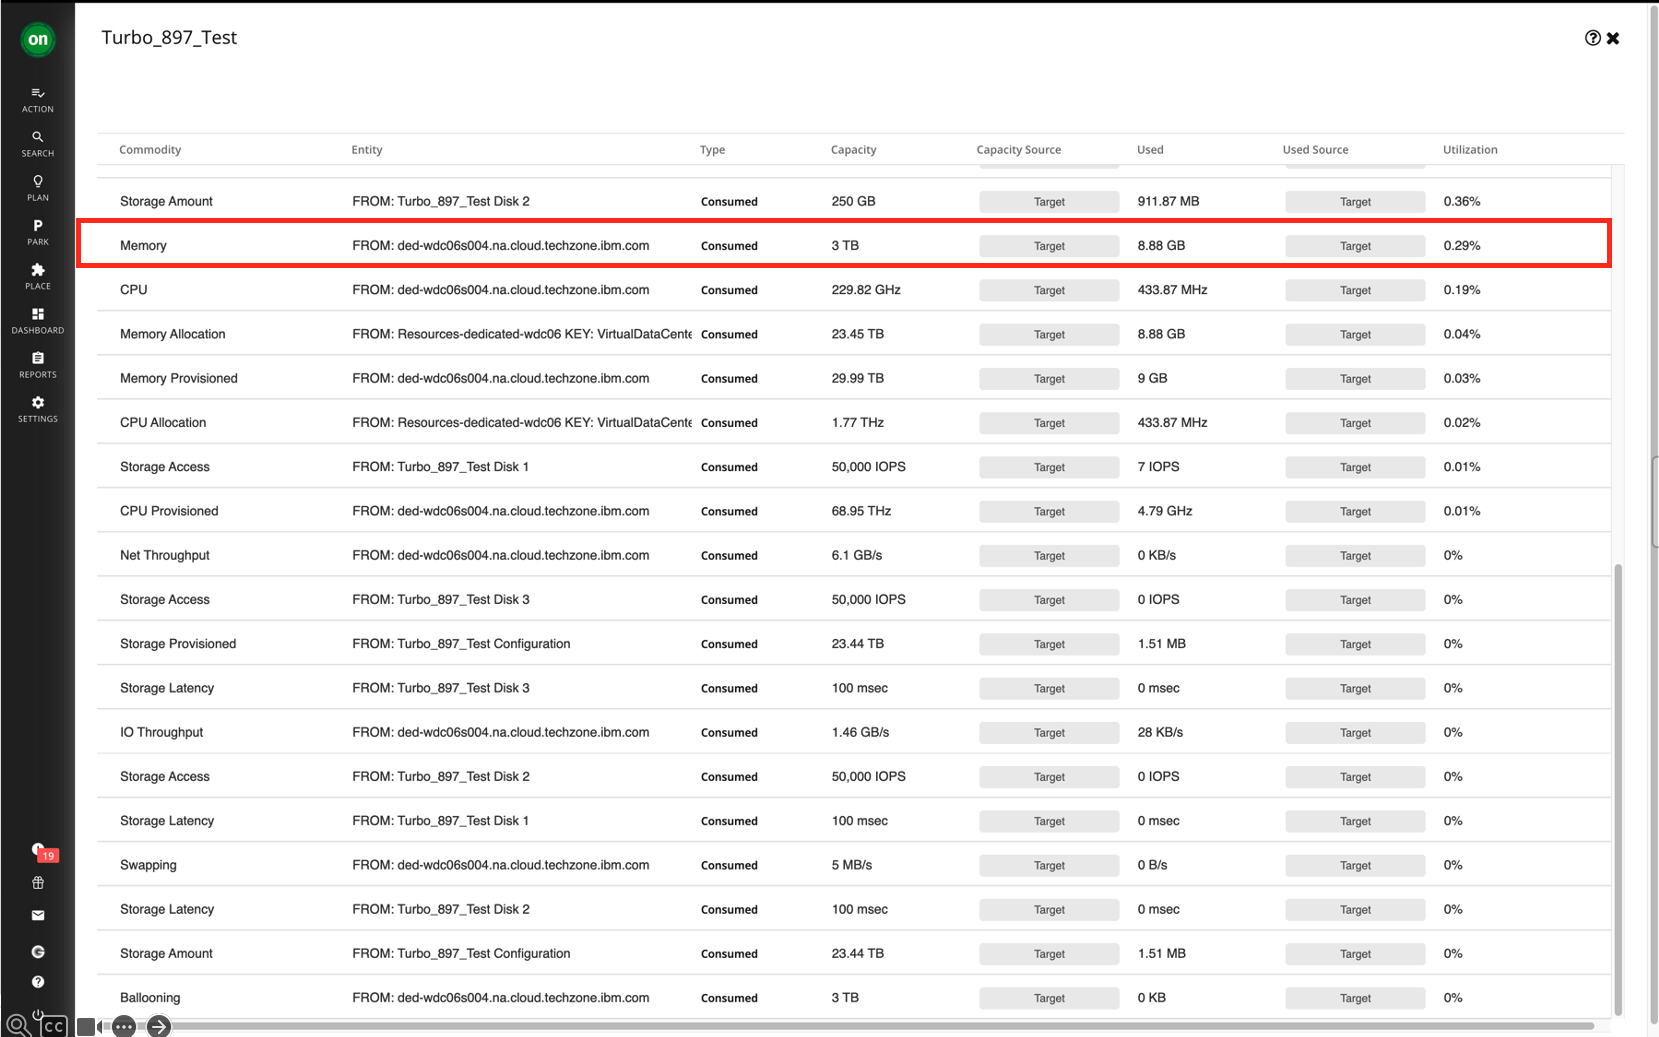 on
Turbo_897_Test
ACTION
SEARCH
PLAN
PARK
PLACE
DASHBOARD
REPORTS
SETTINGS
19
CC
Commodity Entity Type Capacity Capacity Source Used Used Source Utilization
Storage Amount FROM: Turbo_897_Test Disk 2 Consumed 250 GB Target 911.87 MB Target 0.36%
Memory FROM: ded-wdc06s004.na.cloud.techzone.ibm.com Consumed 3 TB Target 8.88 GB Target 0.29%
CPU FROM: ded-wdc06s004.na.cloud.techzone.ibm.com Consumed 229.82 GHz Target 433.87 MHz Target 0.19%
Memory Allocation FROM: Resources-dedicated-wdc06 KEY: VirtualDataCente Consumed 23.45 TB Target 8.88 GB Target 0.04%
Memory Provisioned FROM: ded-wdc06s004.na.cloud.techzone.ibm.com Consumed 29.99 TB Target 9 GB Target 0.03%
CPU Allocation FROM: Resources-dedicated-wdc06 KEY: VirtualDataCente Consumed 1.77 THz Target 433.87 MHz Target 0.02%
Storage Access FROM: Turbo_897_Test Disk 1 Consumed 50,000 IOPS Target 7 IOPS Target 0.01%
CPU Provisioned FROM: ded-wdc06s004.na.cloud.techzone.ibm.com Consumed 68.95 THz Target 4.79 GHz Target 0.01%
Net Throughput FROM: ded-wdc06s004.na.cloud.techzone.ibm.com Consumed 6.1 GB/s Target 0 KB/s Target 0%
Storage Access FROM: Turbo_897_Test Disk 3 Consumed 50,000 IOPS Target 0 IOPS Target 0%
Storage Provisioned FROM: Turbo_897_Test Configuration Consumed 23.44 TB Target 1.51 MB Target 0%
Storage Latency FROM: Turbo_897_Test Disk 3 Consumed 100 msec Target 0 msec Target 0%
IO Throughput FROM: ded-wdc06s004.na.cloud.techzone.ibm.com Consumed 1.46 GB/s Target 28 KB/s Target 0%
Storage Access FROM: Turbo_897_Test Disk 2 Consumed 50,000 IOPS Target 0 IOPS Target 0%
Storage Latency FROM: Turbo_897_Test Disk 1 Consumed 100 msec Target 0 msec Target 0%
Swapping FROM: ded-wdc06s004.na.cloud.techzone.ibm.com Consumed 5 MB/s Target 0 B/s Target 0%
Storage Latency FROM: Turbo_897_Test Disk 2 Consumed 100 msec Target 0 msec Target 0%
Storage Amount FROM: Turbo_897_Test Configuration Consumed 23.44 TB Target 1.51 MB Target 0%
Ballooning FROM: ded-wdc06s004.na.cloud.techzone.ibm.com Consumed 3 TB Target 0 KB Target 0%